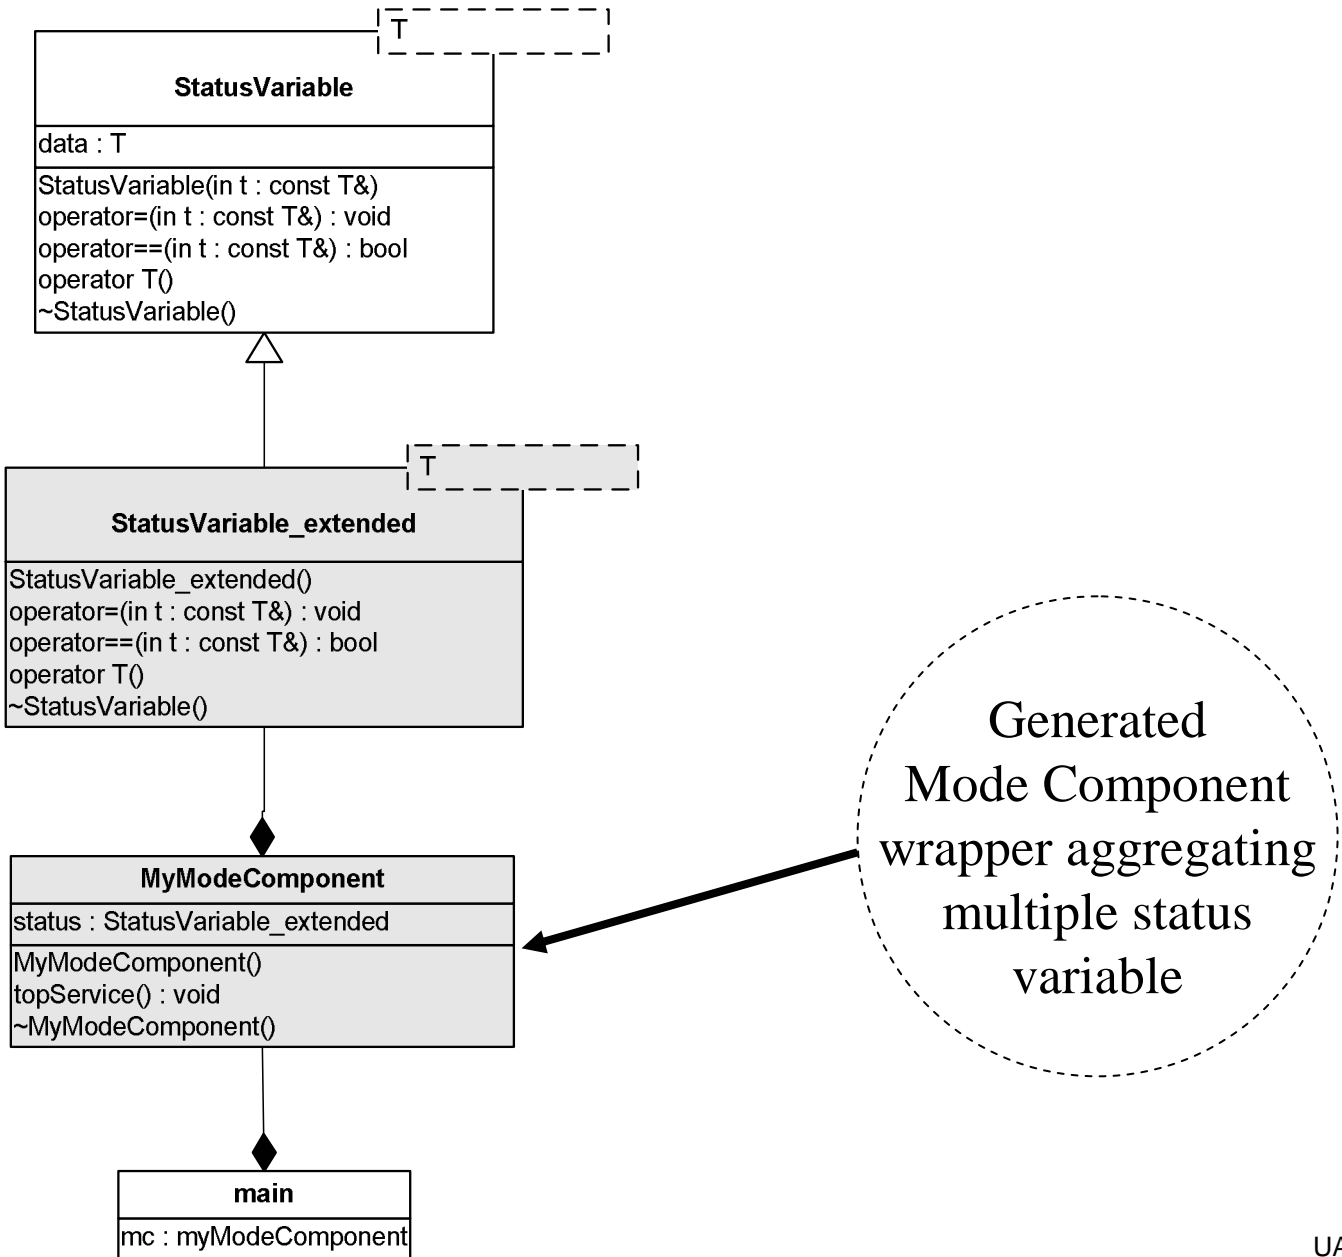 T
StatusVariable
data : T
StatusVariable(in t : const T&)
operator=(in t : const T&) : void
operator==(in t : const T&) : bool
operator T()
~StatusVariable()
T
StatusVariable_extended
StatusVariable_extended()
operator=(in t : const T&) : void
operator==(in t : const T&) : bool
operator T()
~StatusVariable()
MyModeComponent
status : StatusVariable_extended
MyModeComponent()
topService() : void
~MyModeComponent()
main
mc : myModeComponent
Generated
Mode Component
wrapper aggregating
multiple status
variable